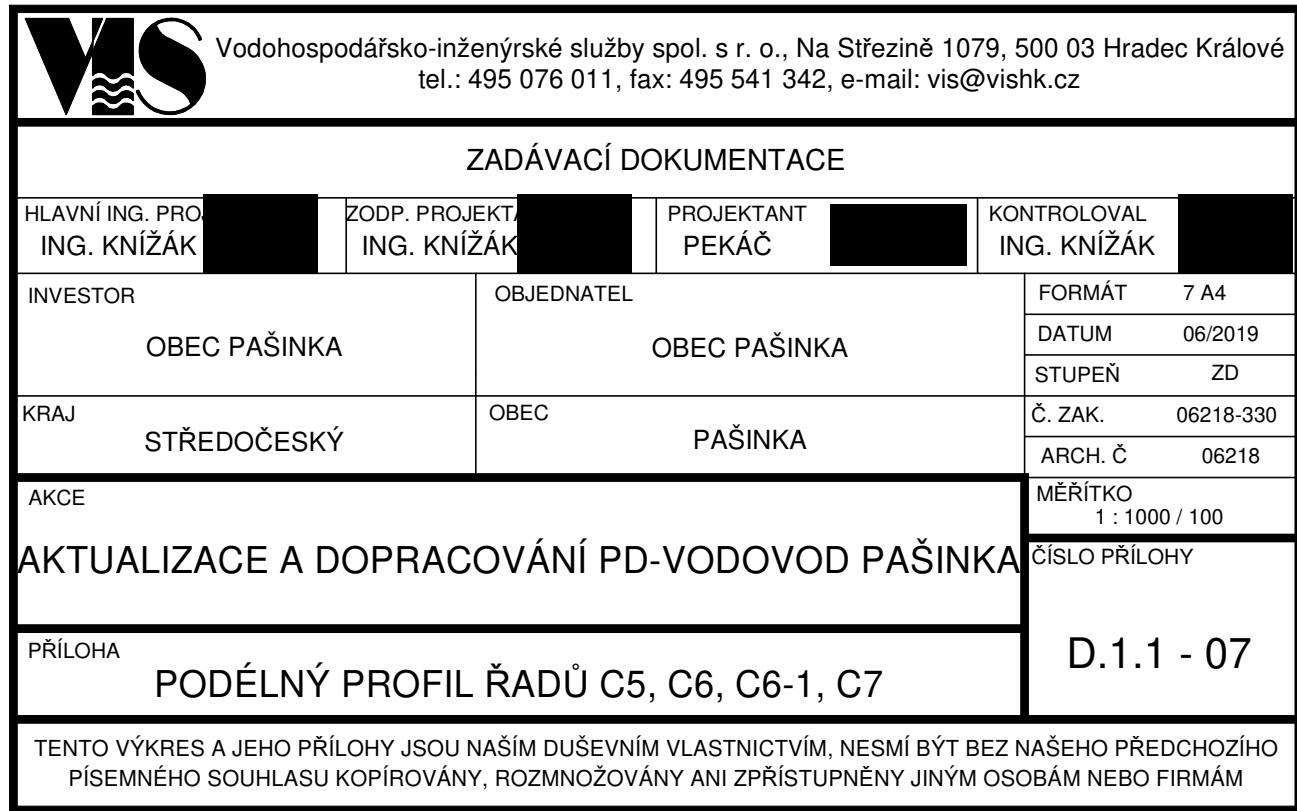 VIS
Vodohospodářsko-inženýrské služby spol. s r. o., Na Střezině 1079, 500 03 Hradec Králové
tel.: 495 076 011, fax: 495 541 342, e-mail: vis@vishk.cz
ZADÁVACÍ DOKUMENTACE
HLAVNÍ ING. PROJ
ING. KNÍŽÁK
ZODP. PROJEKTA
ING. KNÍŽÁK
PROJEKTANT
PEKÁČ
KONTROLOVAL
ING. KNÍŽÁK
INVESTOR
OBEC PAŠINKA
OBJEDNATEL
OBEC PAŠINKA
FORMÁT 7 A4
DATUM 06/2019
STUPEŇ ZD
KRAJ
STŘEDOČESKÝ
OBEC
PAŠINKA
Č. ZAK. 06218-330
ARCH. Č 06218
AKCE
AKTUALIZACE A DOPRACOVÁNÍ PD-VODOVOD PAŠINKA
MĚŘÍTKO
1 : 1000 / 100
ČÍSLO PŘÍLOHY
D.1.1 - 07
PŘÍLOHA
PODÉLNÝ PROFIL ŘADŮ C5, C6, C6-1, C7
TENTO VÝKRES A JEHO PŘÍLOHY JSOU NAŠÍM DUŠEVNÍM VLASTNICTVÍM, NESMÍ BÝT BEZ NAŠEHO PŘEDCHOZÍHO
PÍSEMNÉHO SOUHLASU KOPÍROVÁNY, ROZMNOŽOVÁNY ANI ZPŘÍSTUPNĚNY JINÝM OSOBÁM NEBO FIRMÁM